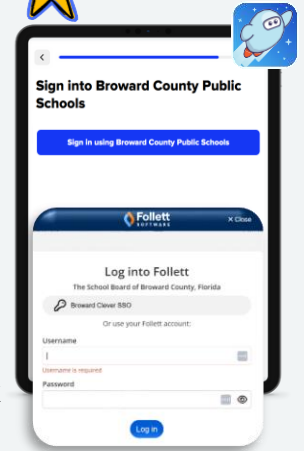 Sign into Broward County Public
Schools
Sign in using Broward County Public Schools
Follett
SOFTWARE
× Close
Log into Follett
The School Board of Broward County, Florida
Broward Clever SSO
Or use your Follett account:
Username
Username is required
Password
Log in